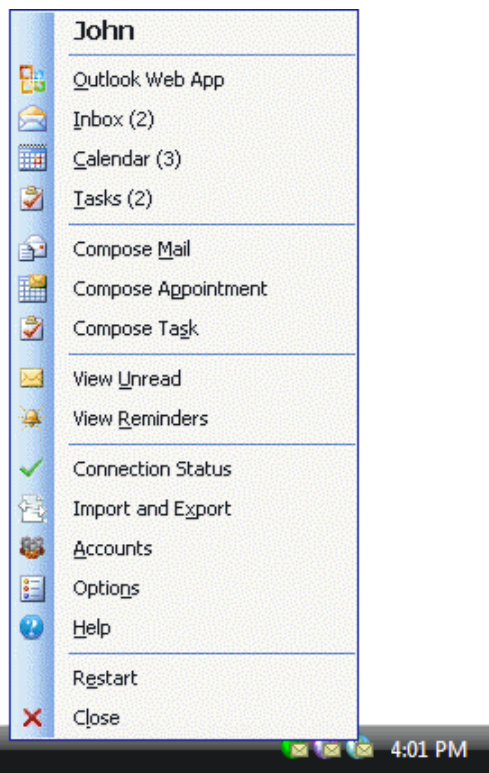 John
Outlook Web App
Inbox (2)
Calendar (3)
Tasks (2)
Compose Mail
Compose Appointment
Compose Task
View Unread
View Reminders
Connection Status
Import and Export
Accounts
Options
Help
Restart
Close
4:01 PM